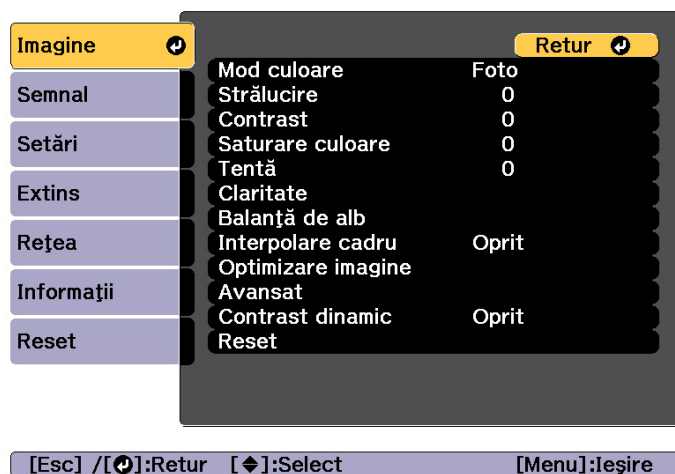 Imagine
Retur
Mod culoare Foto
Strălucire 0
Semnal
Contrast 0
Setări
Saturare culoare 0
Tentă 0
Extins
Claritate
Balanţă de alb
Reţea
Interpolare cadru Oprit
Optimizare imagine
Informaţii
Avansat
Contrast dinamic Oprit
Reset
Reset
[Esc] /[⏎]:Retur [◆]:Select [Menu]:Ieşire